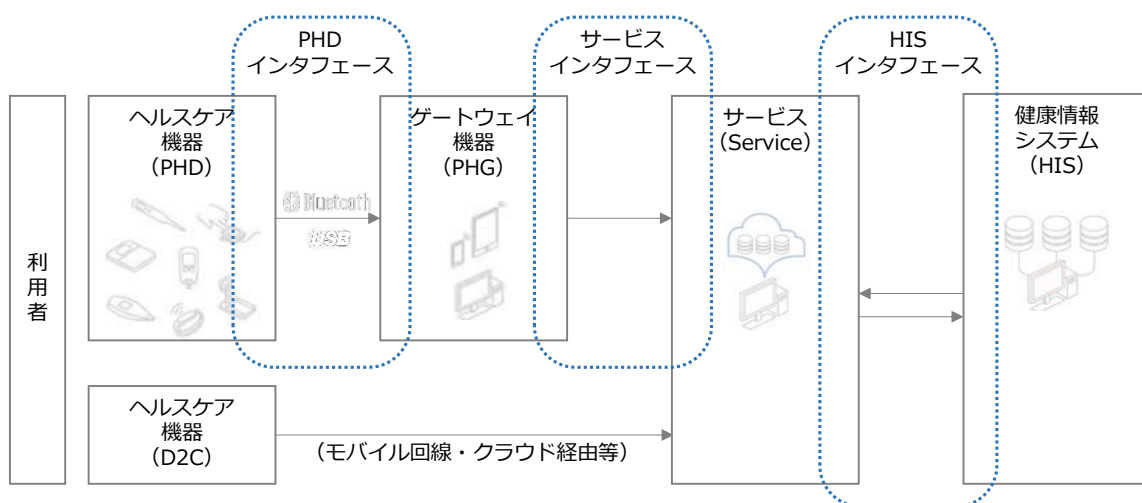 PHD
インタフェース
サービス
インタフェース
HIS
インタフェース
利用者
ヘルスケア
機器
（PHD）
Bluetooth
USB
ゲートウェイ
機器
（PHG）
サービス
（Service）
健康情報
システム
（HIS）
ヘルスケア
機器
（D2C）
（モバイル回線・クラウド経由等）